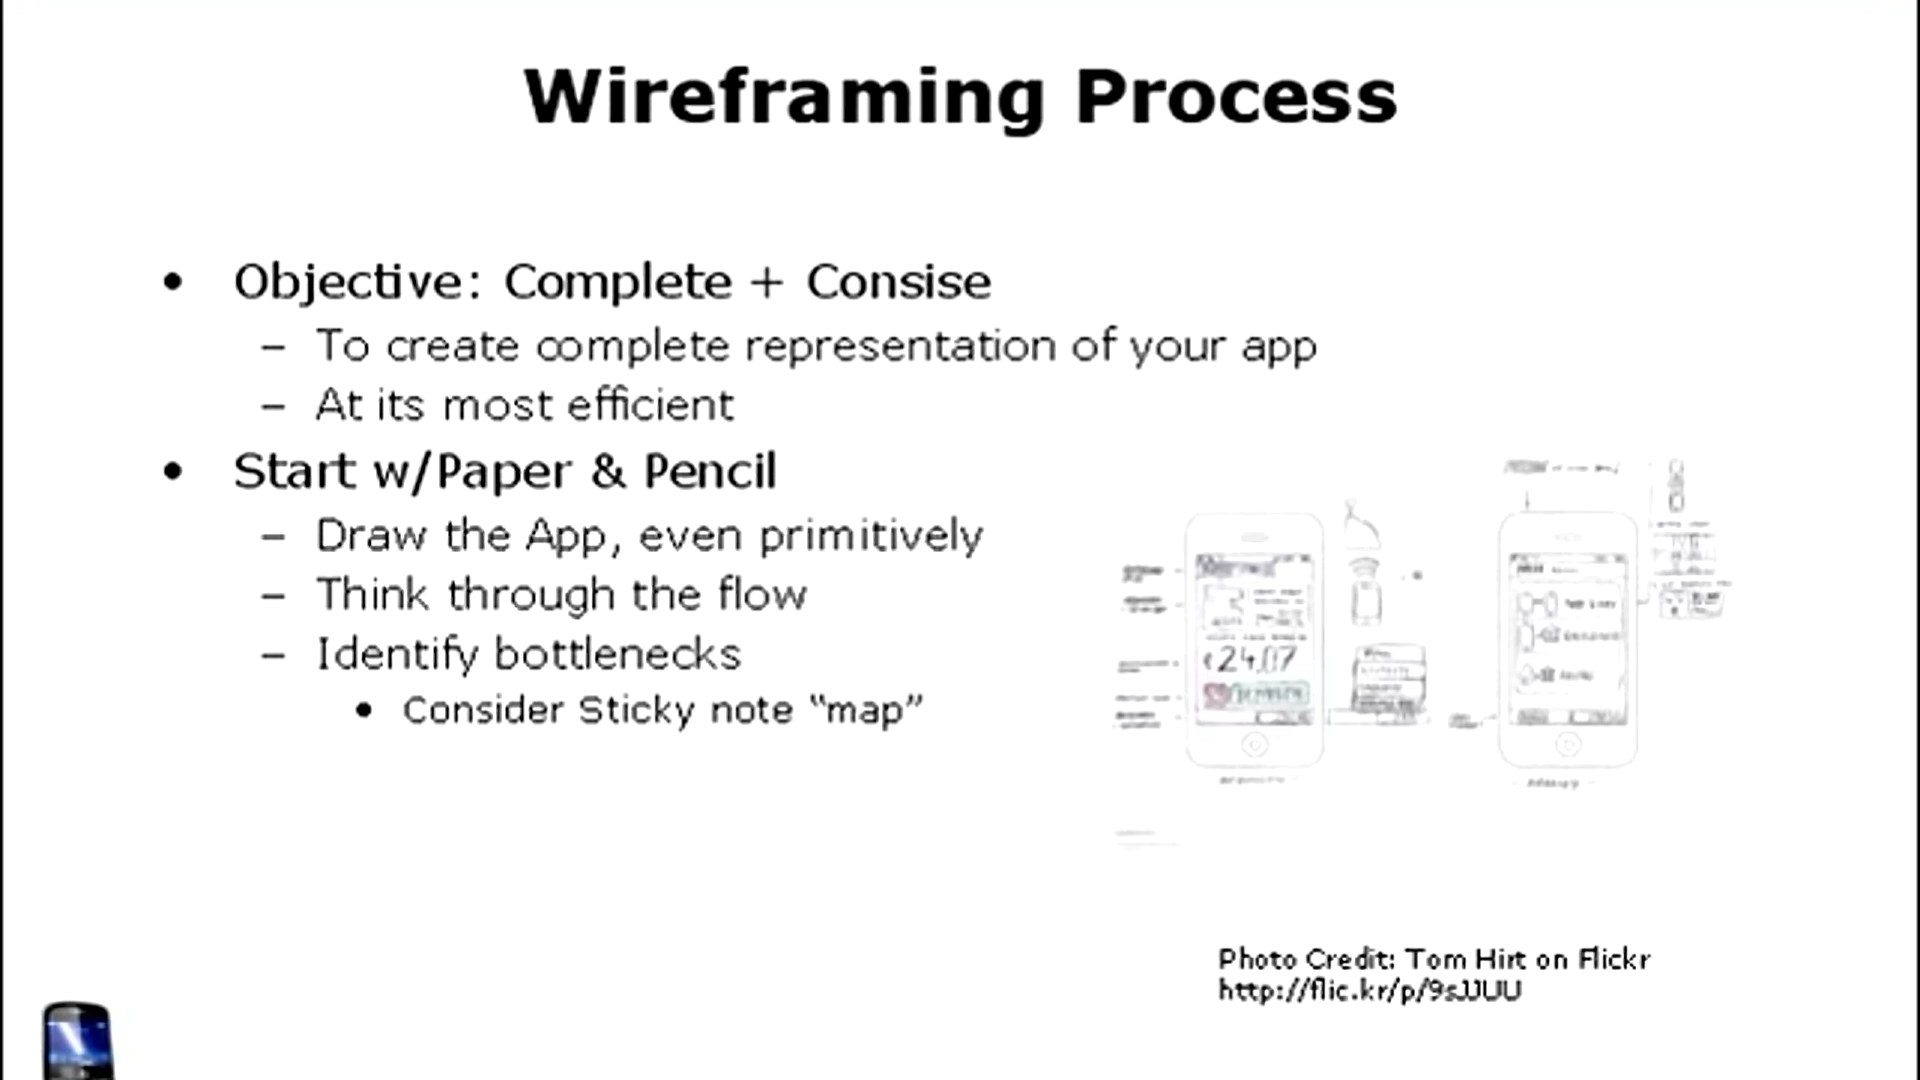 Wireframing Process
• Objective: Complete + Consise
– To create complete representation of your app
– At its most efficient
• Start w/Paper & Pencil
– Draw the App, even primitively
– Think through the flow
– Identify bottlenecks
• Consider Sticky note “map”
€24.07
Photo Credit: Tom Hirt on Flickr
http://flic.kr/p/9sJJUU